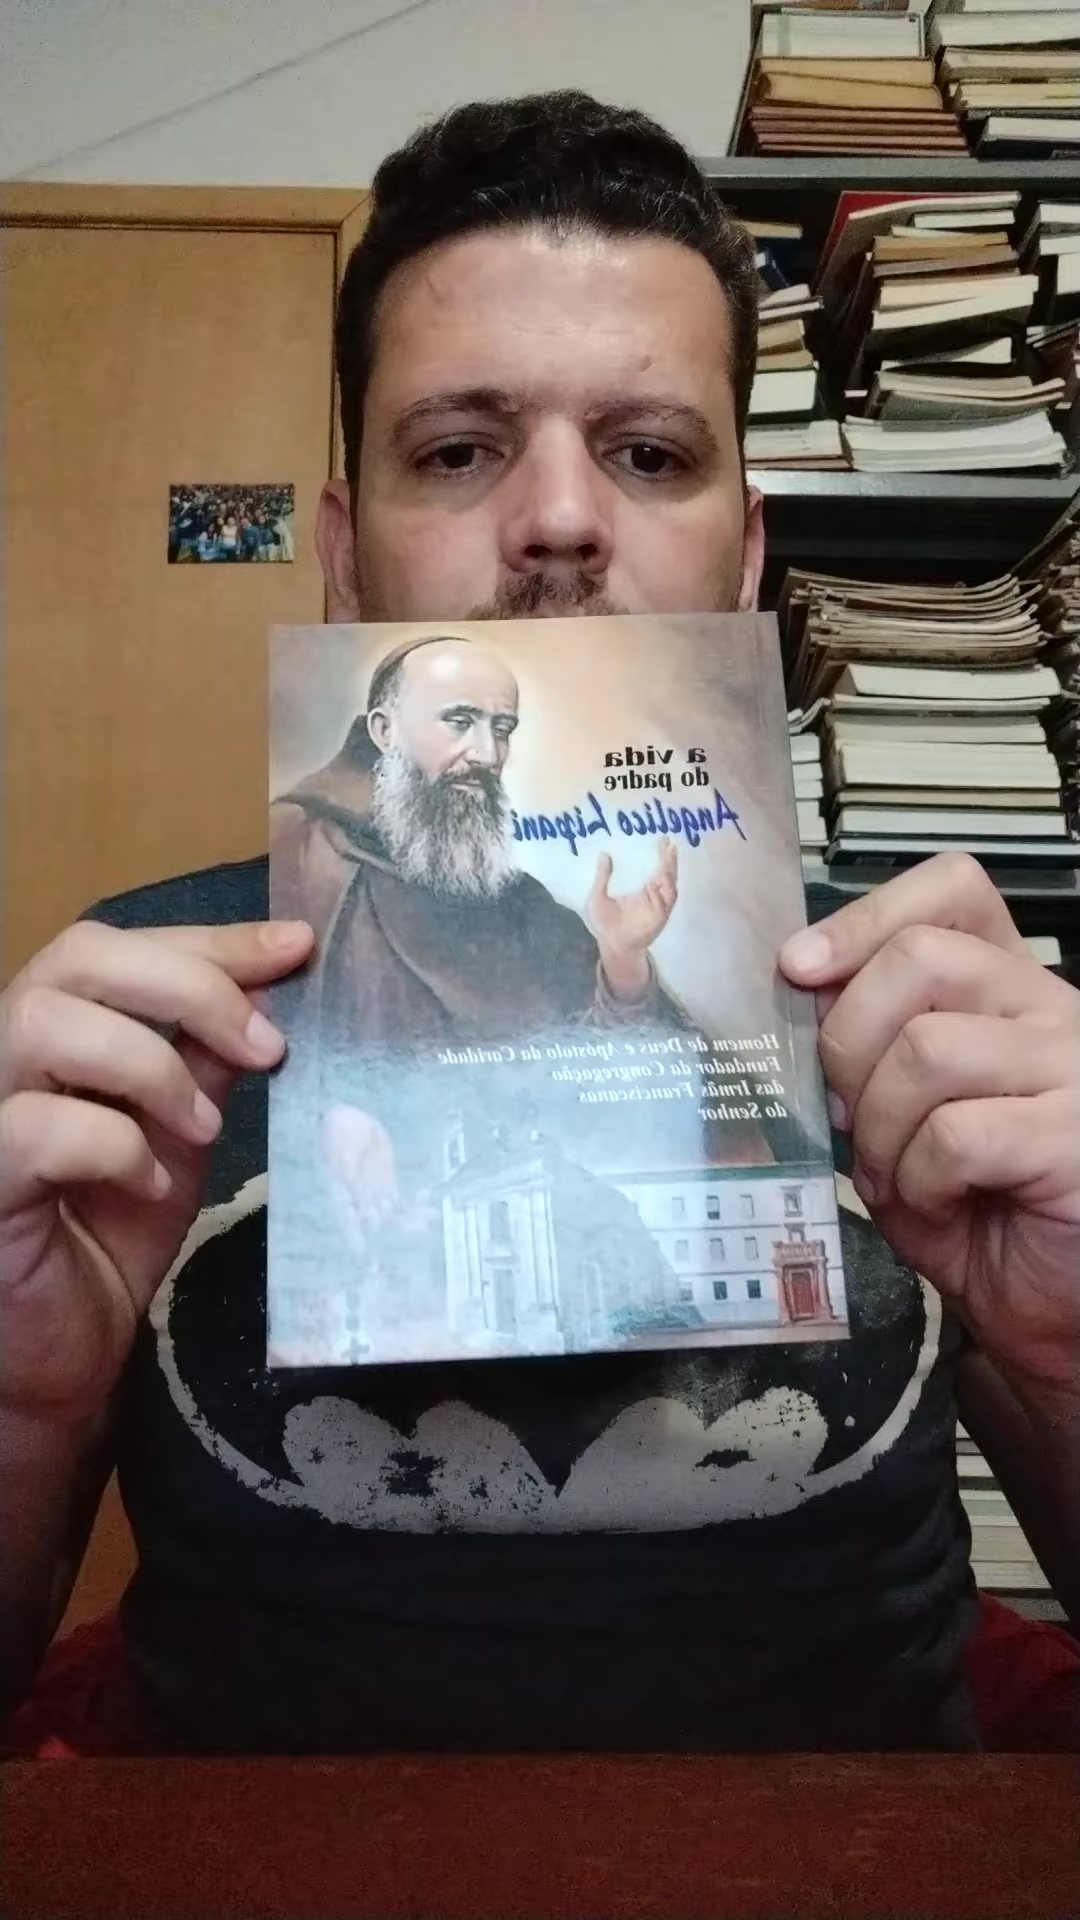 a vida
do padre
Angelico Lipani
Homem de Deus e Apóstolo da Caridade
Fundador da Congregação
das Irmãs Franciscanas
do Senhor